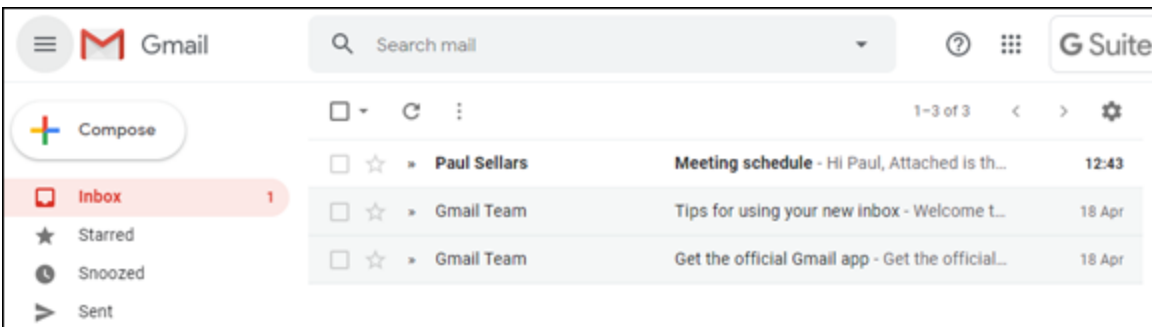 Gmail
Search mail
G Suite
Compose
1–3 of 3
Paul Sellars Meeting schedule - Hi Paul, Attached is th... 12:43
Inbox 1
Gmail Team Tips for using your new inbox - Welcome t... 18 Apr
Starred
Gmail Team Get the official Gmail app - Get the official... 18 Apr
Snoozed
Sent